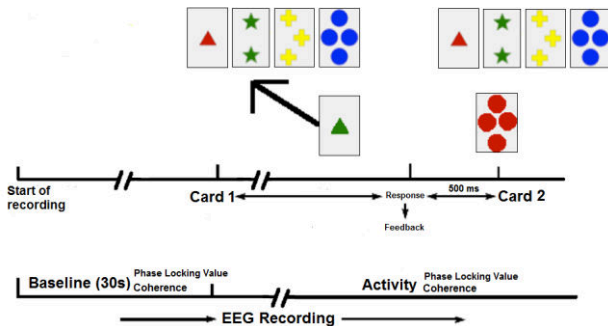 Start of
recording
Card 1
Response
500 ms
Card 2
Feedback
Baseline (30s)
Phase Locking Value
Coherence
Activity
Phase Locking Value
Coherence
EEG Recording